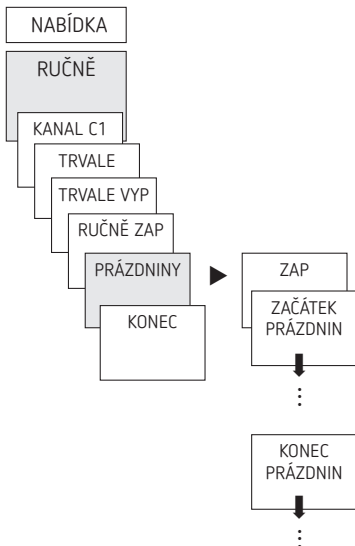 NABÍDKA
RUČNĚ
KANAL C1
TRVALE
TRVALE VYP
RUČNĚ ZAP
PRÁZDNINY
KONEC
ZAP
ZAČÁTEK
PRÁZDNIN
KONEC
PRÁZDNIN